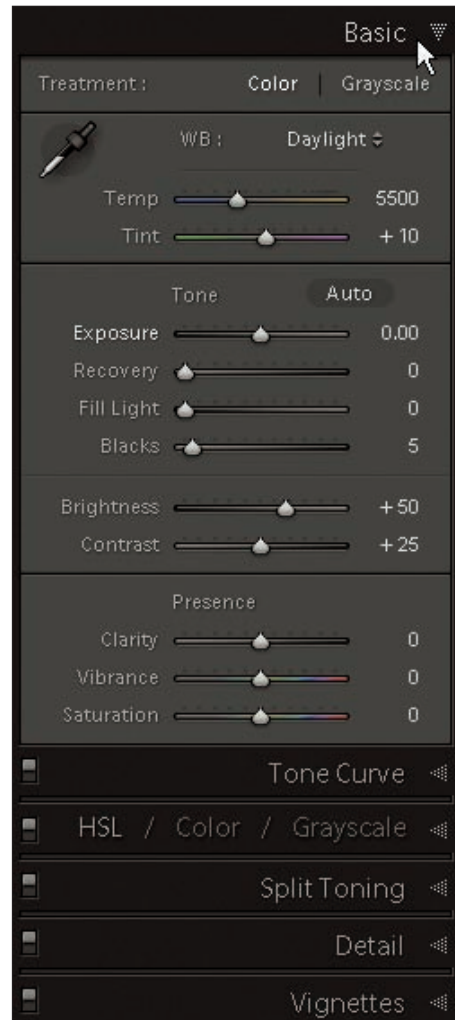 Basic
Treatment : Color | Grayscale
WB : Daylight
Temp 5500
Tint + 10
Tone Auto
Exposure 0.00
Recovery 0
Fill Light 0
Blacks 5
Brightness + 50
Contrast + 25
Presence
Clarity 0
Vibrance 0
Saturation 0
Tone Curve
HSL / Color / Grayscale
Split Toning
Detail
Vignettes